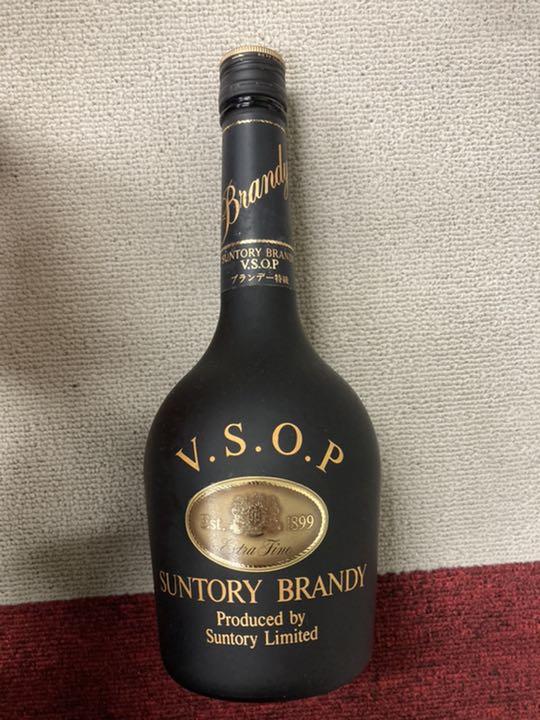 Brandy
SUNTORY BRANDY
V.S.O.P
ブランデー特級
V.S.O.P
Est. 1899
Extra Fine
SUNTORY BRANDY
Produced by
Suntory Limited